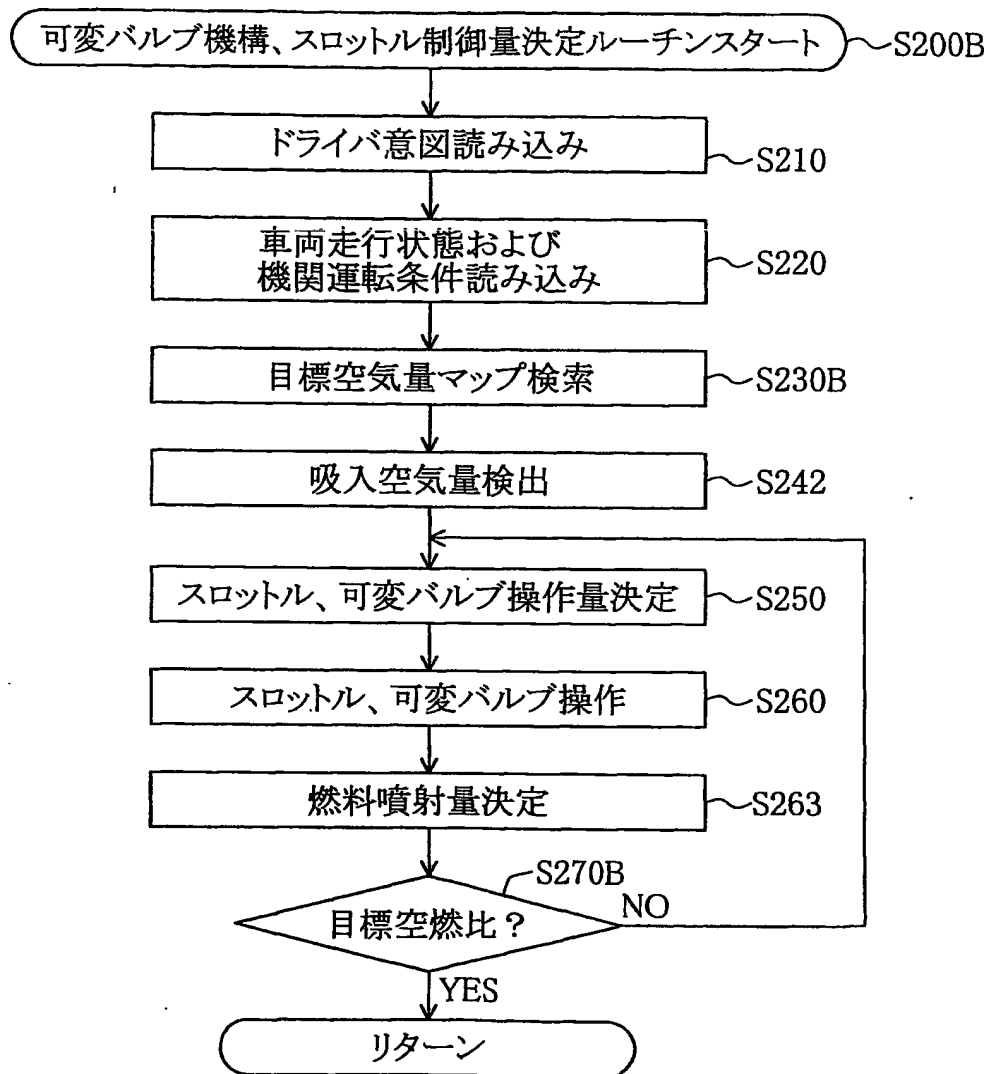 可変バルブ機構、スロットル制御量決定ルーチンスタート
S200B
ドライバ意図読み込み
S210
車両走行状態および
機関運転条件読み込み
S220
目標空気量マップ検索
S230B
吸入空気量検出
S242
スロットル、可変バルブ操作量決定
S250
スロットル、可変バルブ操作
S260
燃料噴射量決定
S263
S270B
目標空燃比?
NO
YES
リターン